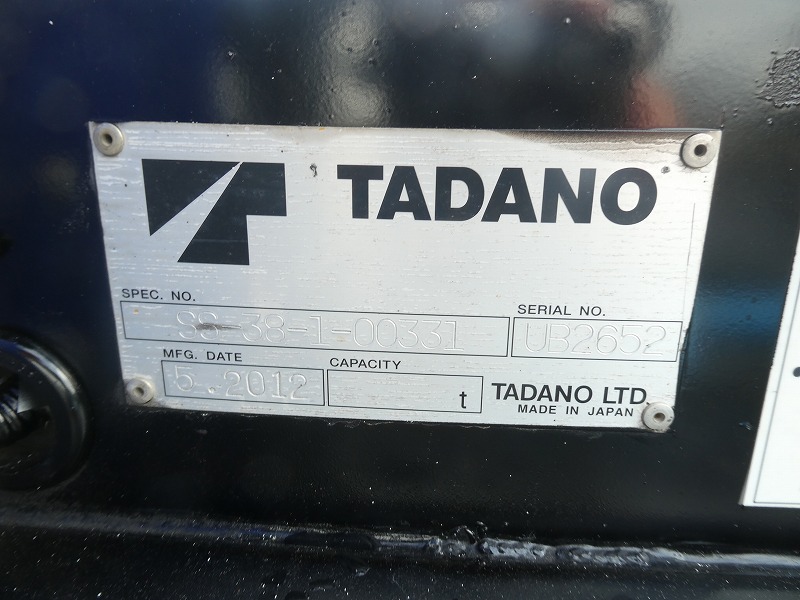 TADANO
SPEC. NO.
SS-38-1-00331
SERIAL NO.
UB2652
MFG. DATE
5.2012
CAPACITY
t
TADANO LTD.
MADE IN JAPAN